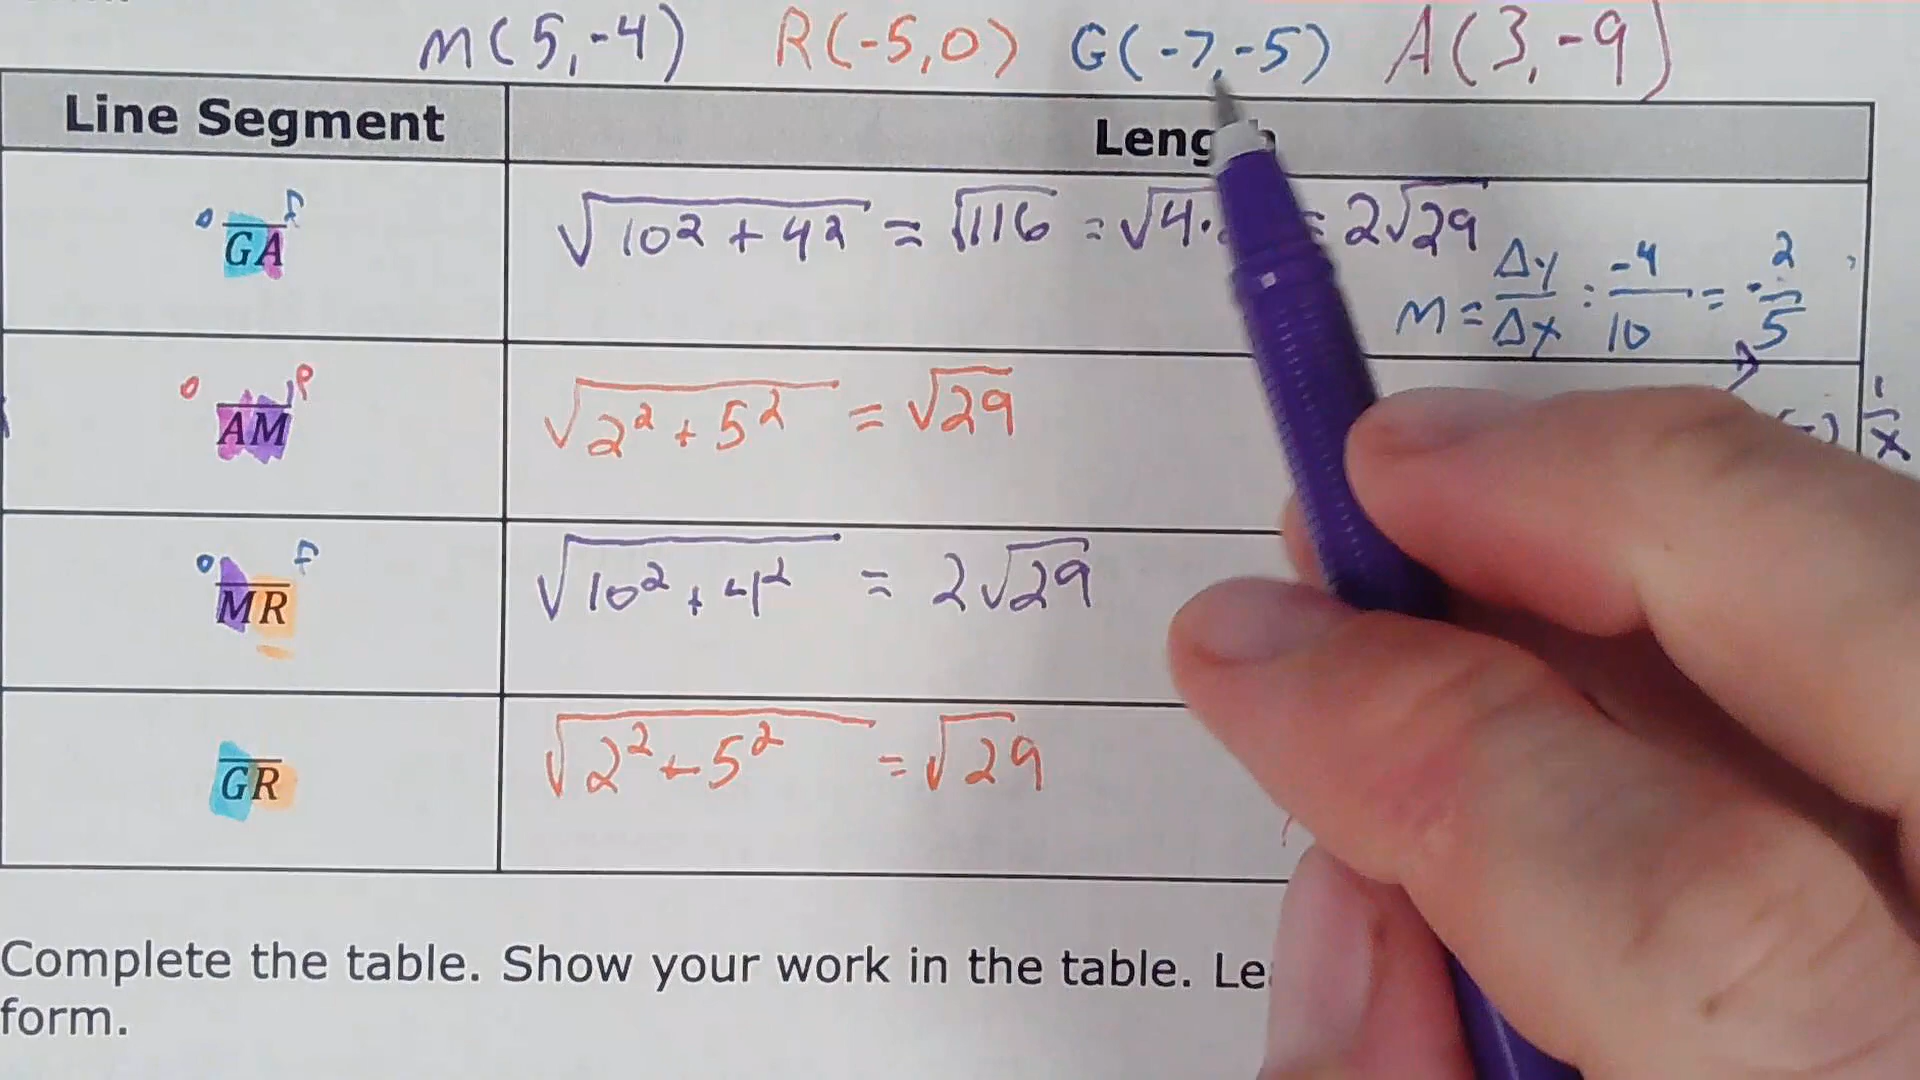 M(5,-4) R(-5,0) G(-7,-5) A(3,-9)
Line Segment
GA
√10² + 4² = √116 = √4· = 2√29
M = Δy/Δx : -4/10 = -2/5
AM
√2² + 5² = √29
1/x
MR
√10² + 4² = 2√29
GR
√2² + 5² = √29
Complete the table. Show your work in the table.
form.